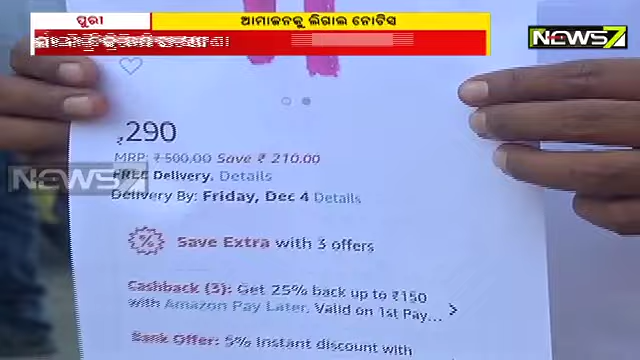 ପୁରୀ
ଆମାଜନକୁ ଲିଗାଲ ନୋଟିସ
NEWS7
₹290
MRP: ₹ 500.00 Save ₹ 210.00
FREE Delivery. Details
NEWS7
Delivery By: Friday, Dec 4 Details
Save Extra with 3 offers
Cashback (3): Get 25% back up to ₹150
with Amazon Pay Later. Valid on 1st Pay...
Bank Offer: 5% Instant discount with